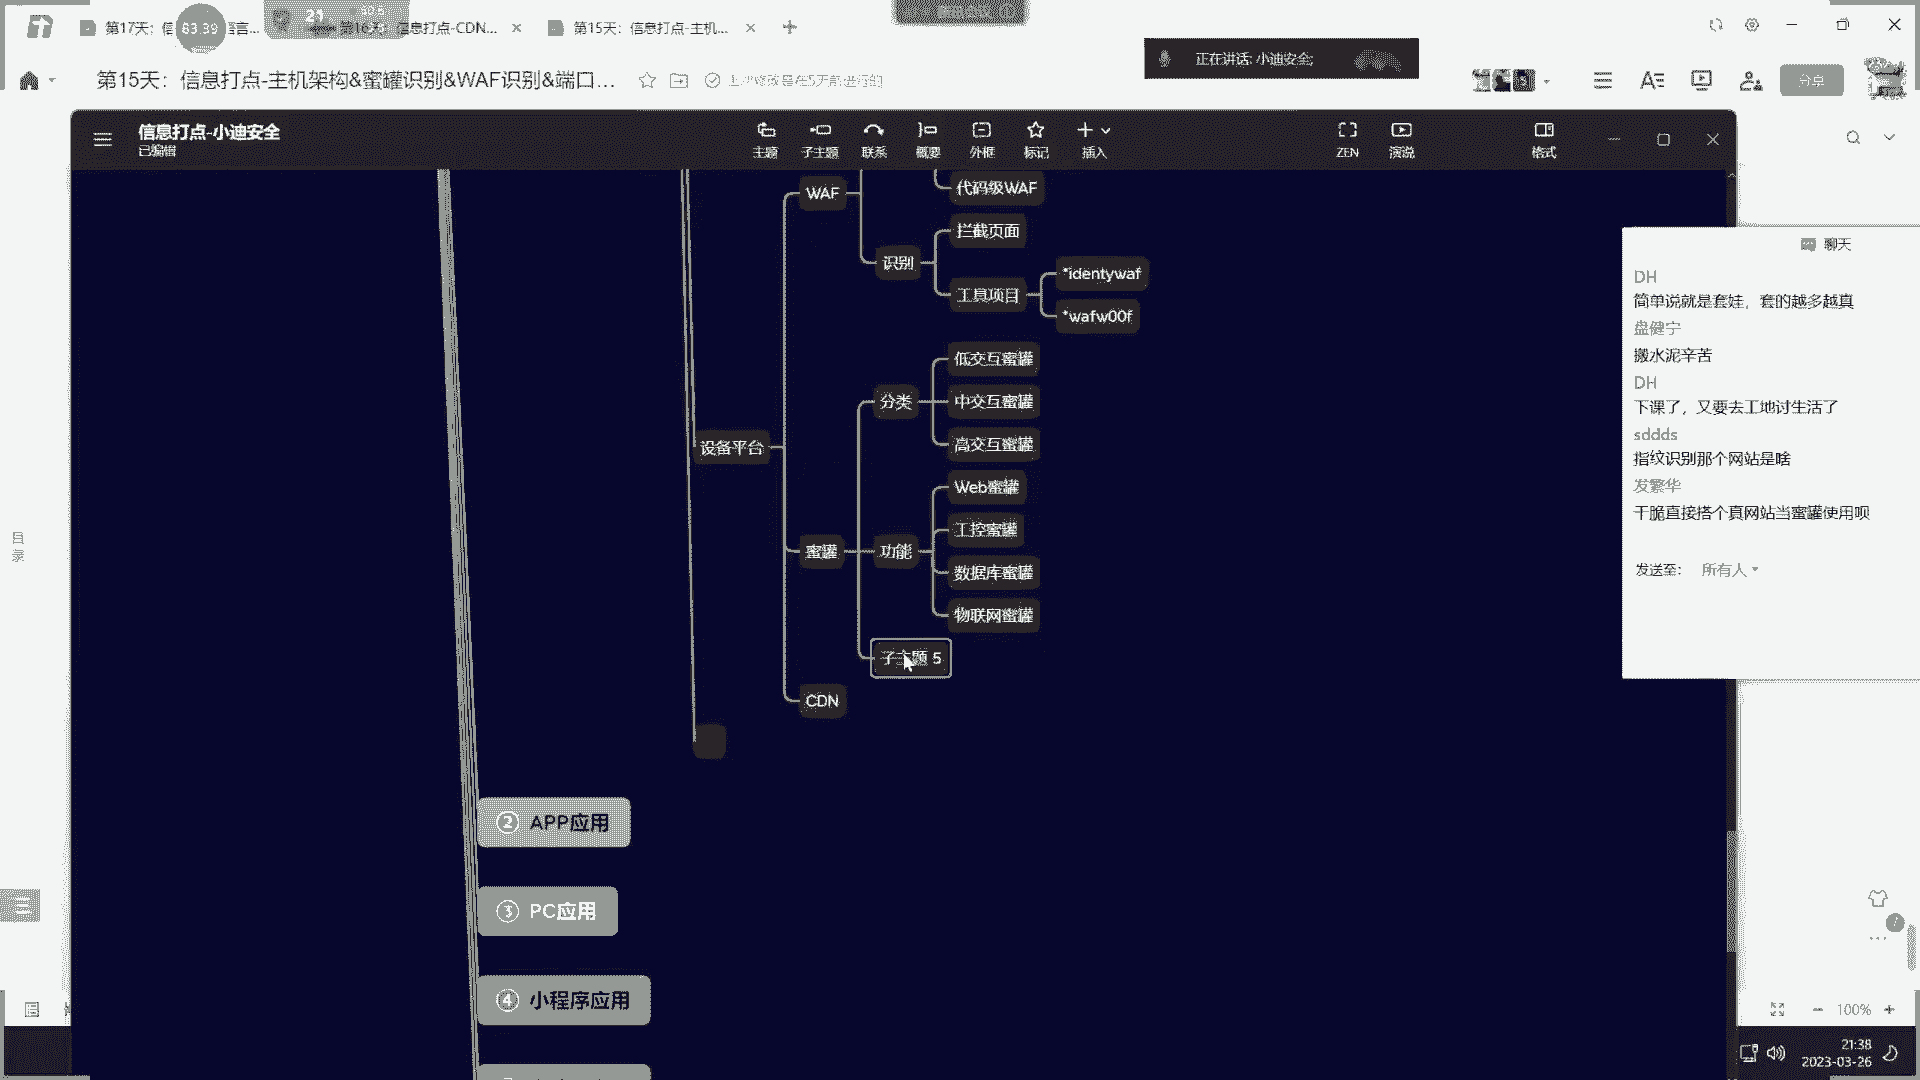 第17天：信
言...
83.39
21
第16天：信息打点-CDN...
第15天：信息打点-主机...
正在讲话: 小迪安全;
第15天：信息打点-主机架构&蜜罐识别&WAF识别&端口...
上次修改是在5天前进行的
分享
信息打点-小迪安全
已编辑
主题
子主题
联系
概要
外框
标记
插入
ZEN
演说
格式
WAF
代码级WAF
拦截页面
识别
工具项目
*identywaf
*wafw00f
设备平台
分类
低交互蜜罐
中交互蜜罐
高交互蜜罐
蜜罐
功能
Web蜜罐
工控蜜罐
数据库蜜罐
物联网蜜罐
子主题 5
CDN
② APP应用
③ PC应用
④ 小程序应用
目录
聊天
DH
简单说就是套娃，套的越多越真
盘健宁
搬水泥辛苦
DH
下课了，又要去工地讨生活了
sddds
指纹识别那个网站是啥
发繁华
干脆直接搭个真网站当蜜罐使用呗
发送至： 所有人
100%
21:38
2023-03-26